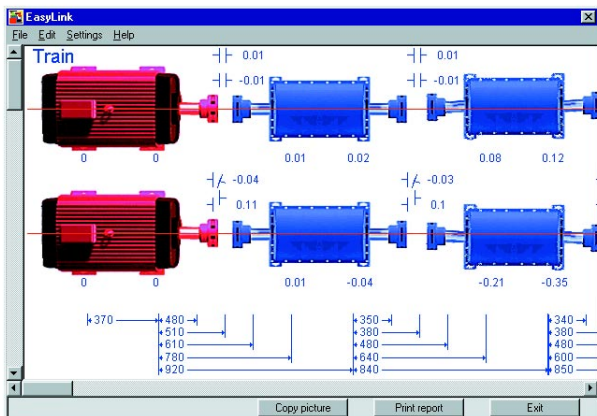 EasyLink
File Edit Settings Help
Train
0.01 0.01
-0.01 -0.01
0 0 0.01 0.02 0.08 0.12
-0.04 -0.03
0.11 0.1
0 0 0.01 -0.04 -0.21 -0.35
370 480 350 340
510 380 380
610 480 480
780 640 600
920 840 850
Copy picture Print report Exit